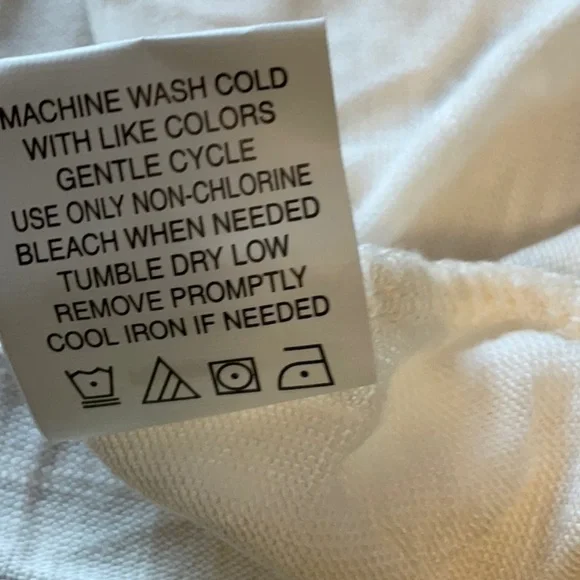 MACHINE WASH COLD
WITH LIKE COLORS
GENTLE CYCLE
USE ONLY NON-CHLORINE
BLEACH WHEN NEEDED
TUMBLE DRY LOW
REMOVE PROMPTLY
COOL IRON IF NEEDED